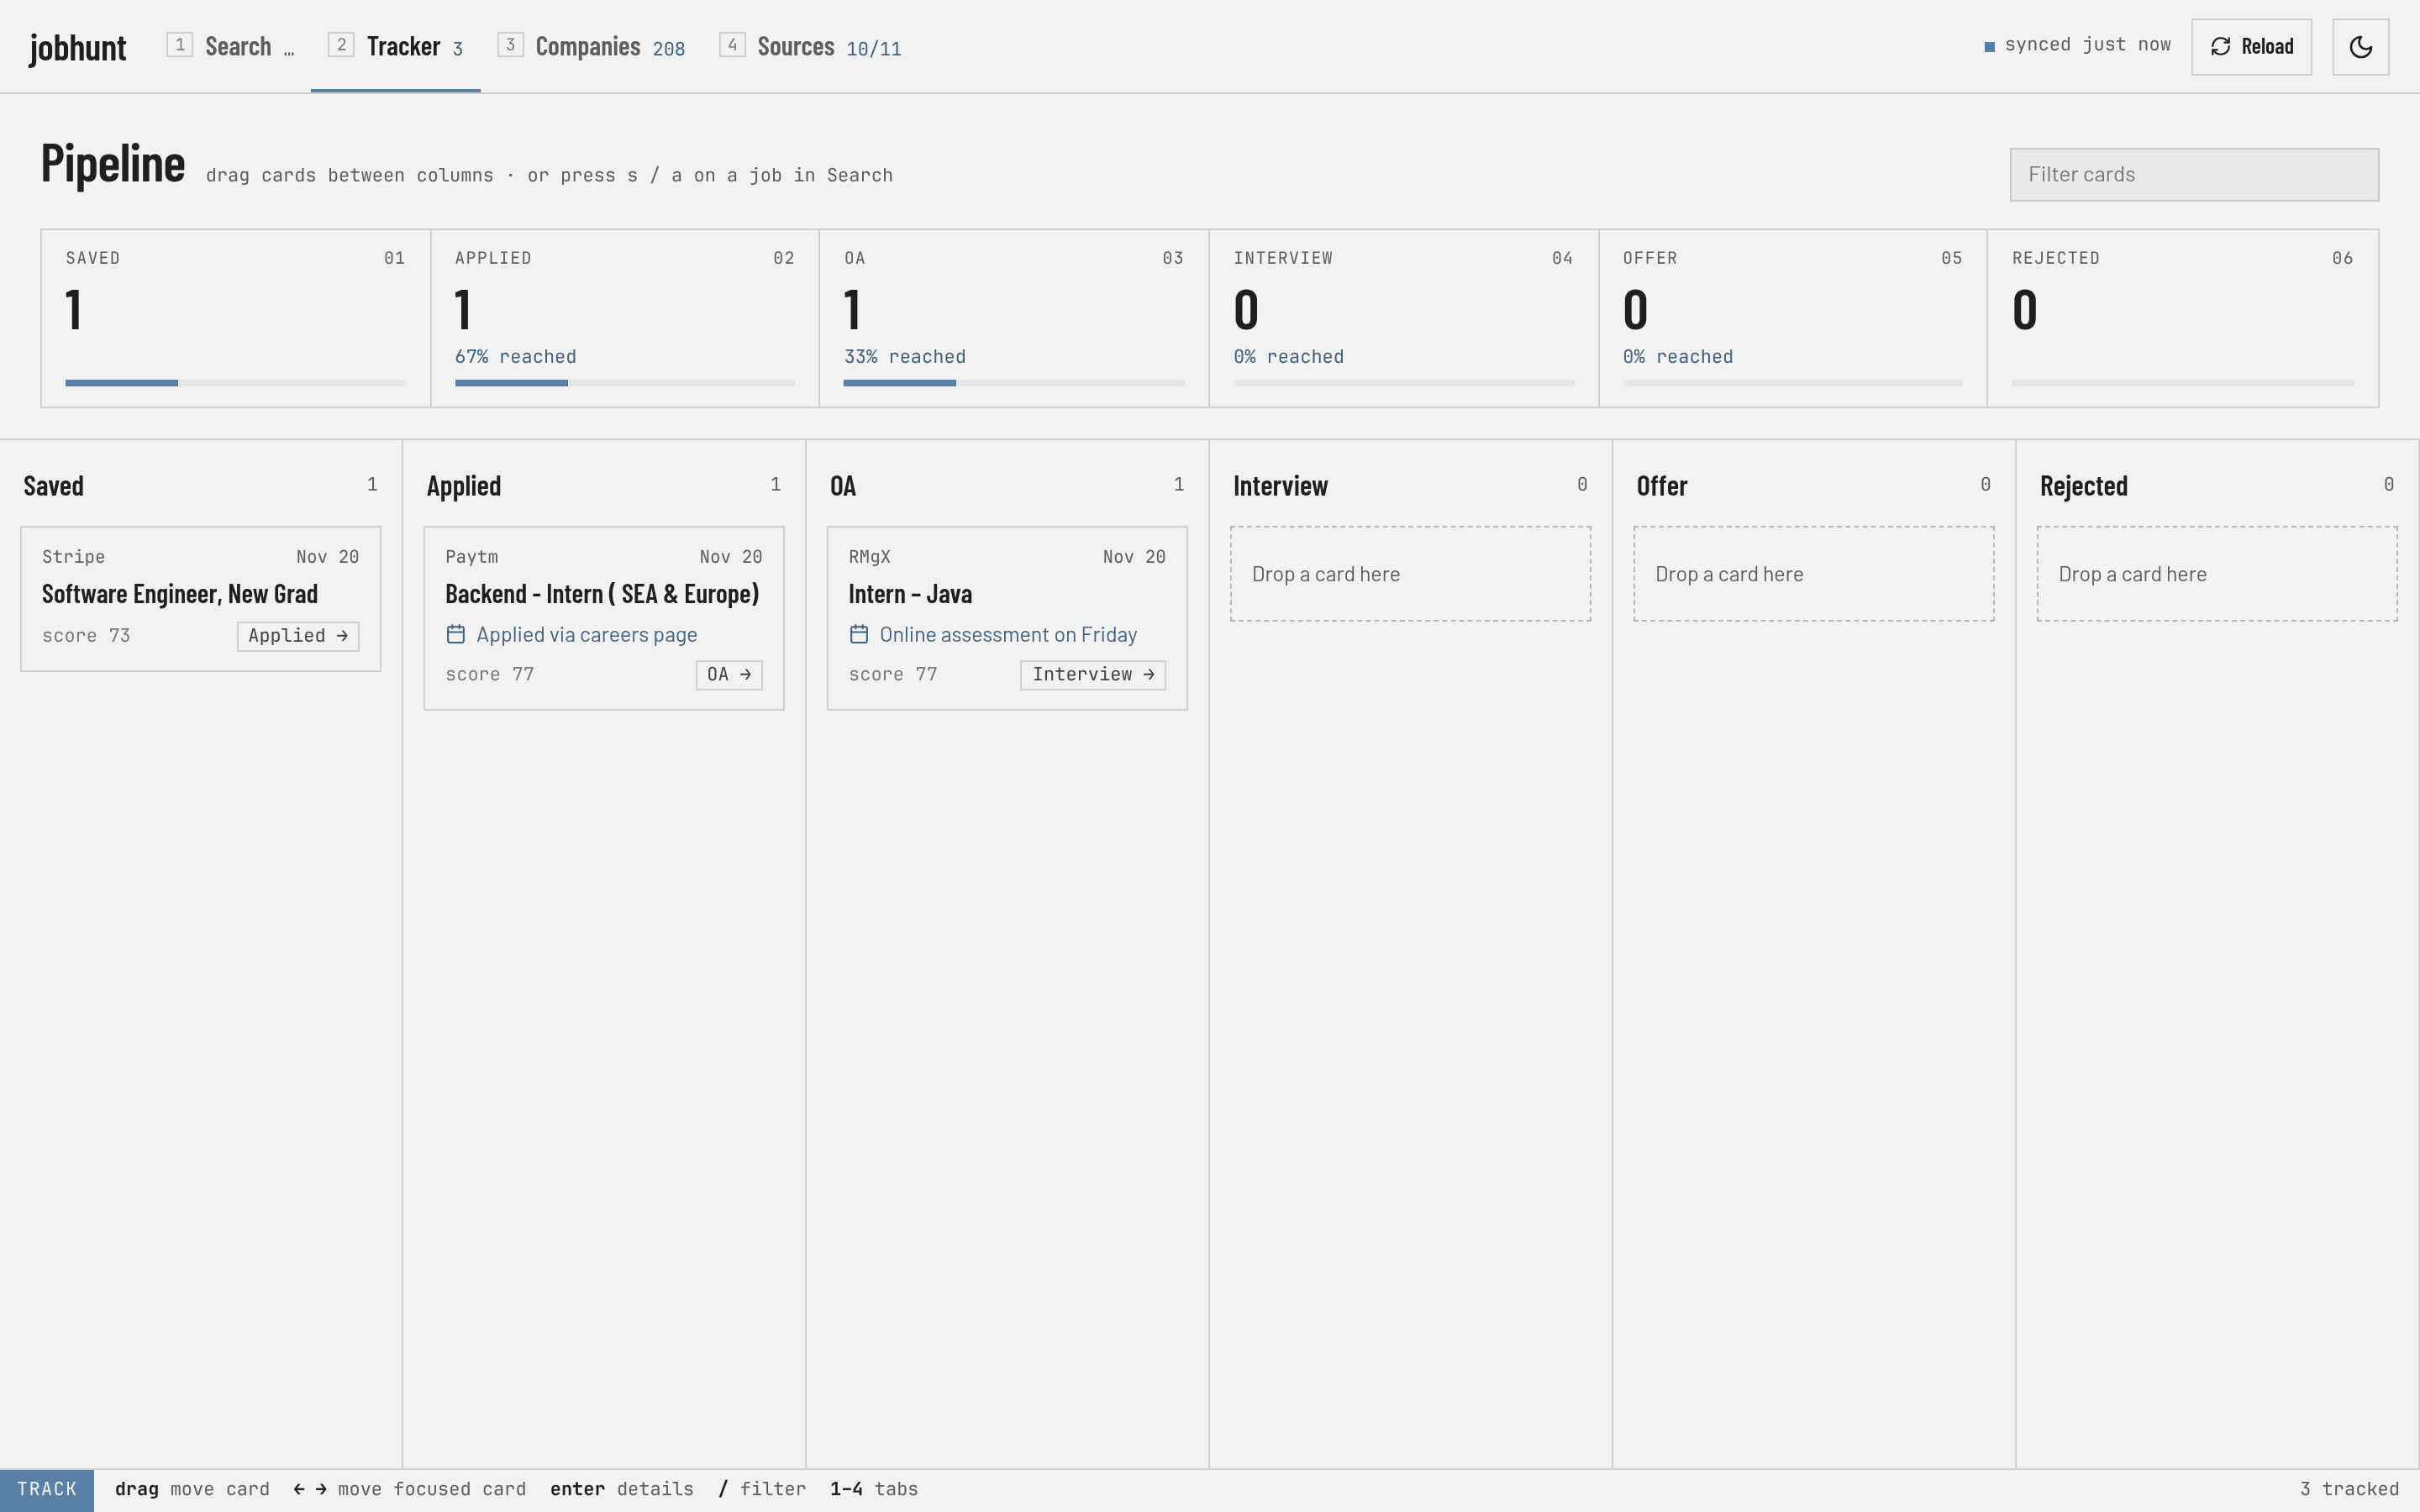 jobhunt 1 Search … 2 Tracker 3 3 Companies 208 4 Sources 10/11 synced just now Reload
Pipeline drag cards between columns · or press s / a on a job in Search Filter cards
SAVED 01 APPLIED 02 OA 03 INTERVIEW 04 OFFER 05 REJECTED 06
1 1 1 0 0 0
67% reached 33% reached 0% reached 0% reached
Saved 1 Applied 1 OA 1 Interview 0 Offer 0 Rejected 0
Stripe Nov 20
Software Engineer, New Grad
score 73 Applied →
Paytm Nov 20
Backend - Intern ( SEA & Europe)
Applied via careers page
score 77 OA →
RMgX Nov 20
Intern – Java
Online assessment on Friday
score 77 Interview →
Drop a card here
Drop a card here
Drop a card here
TRACK drag move card ← → move focused card enter details / filter 1–4 tabs 3 tracked